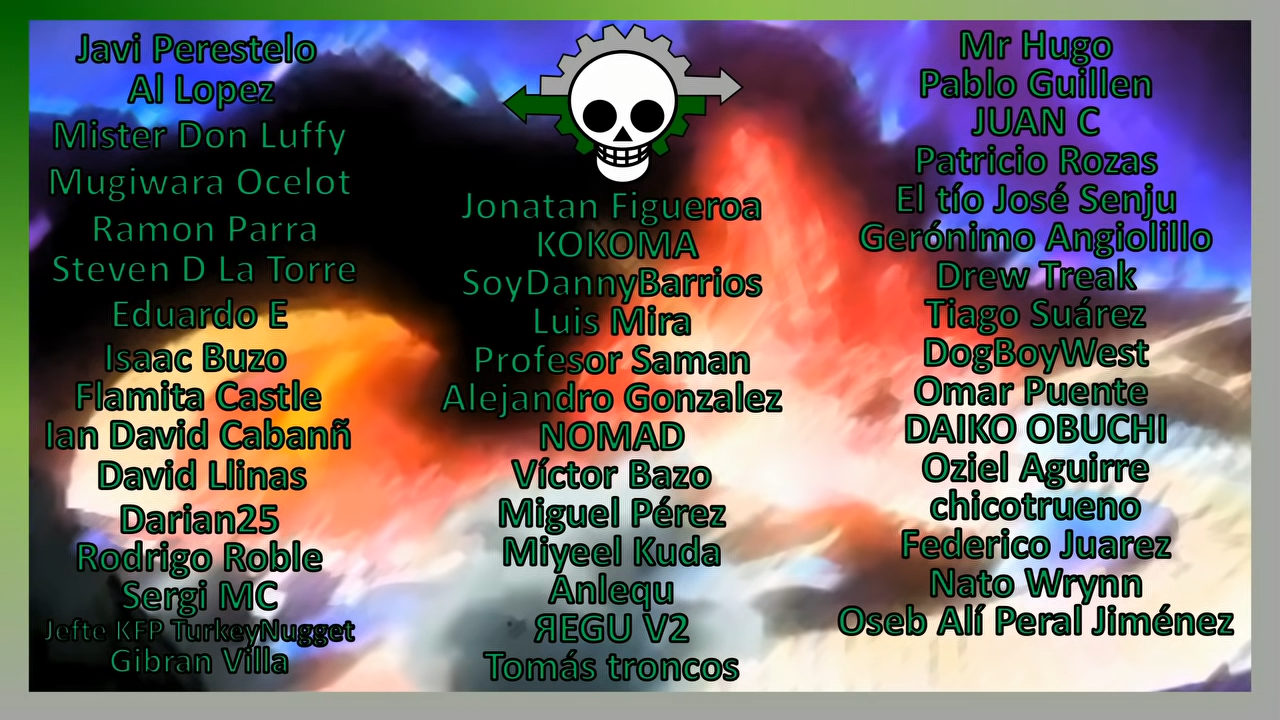 Javi Perestelo
Al Lopez
Mister Don Luffy
Mugiwara Ocelot
Ramon Parra
Steven D La Torre
Eduardo E
Isaac Buzo
Flamita Castle
Ian David Cabanñ
David Llinas
Darian25
Rodrigo Roble
Sergi MC
Jefte KFP TurkeyNugget
Gibran Villa
Jonatan Figueroa
KOKOMA
SoyDannyBarrios
Luis Mira
Profesor Saman
Alejandro Gonzalez
NOMAD
Víctor Bazo
Miguel Pérez
Miyeel Kuda
Anlequ
ЯEGU V2
Tomás troncos
Mr Hugo
Pablo Guillen
JUAN C
Patricio Rozas
El tío José Senju
Gerónimo Angiolillo
Drew Treak
Tiago Suárez
DogBoyWest
Omar Puente
DAIKO OBUCHI
Oziel Aguirre
chicotrueno
Federico Juarez
Nato Wrynn
Oseb Alí Peral Jiménez